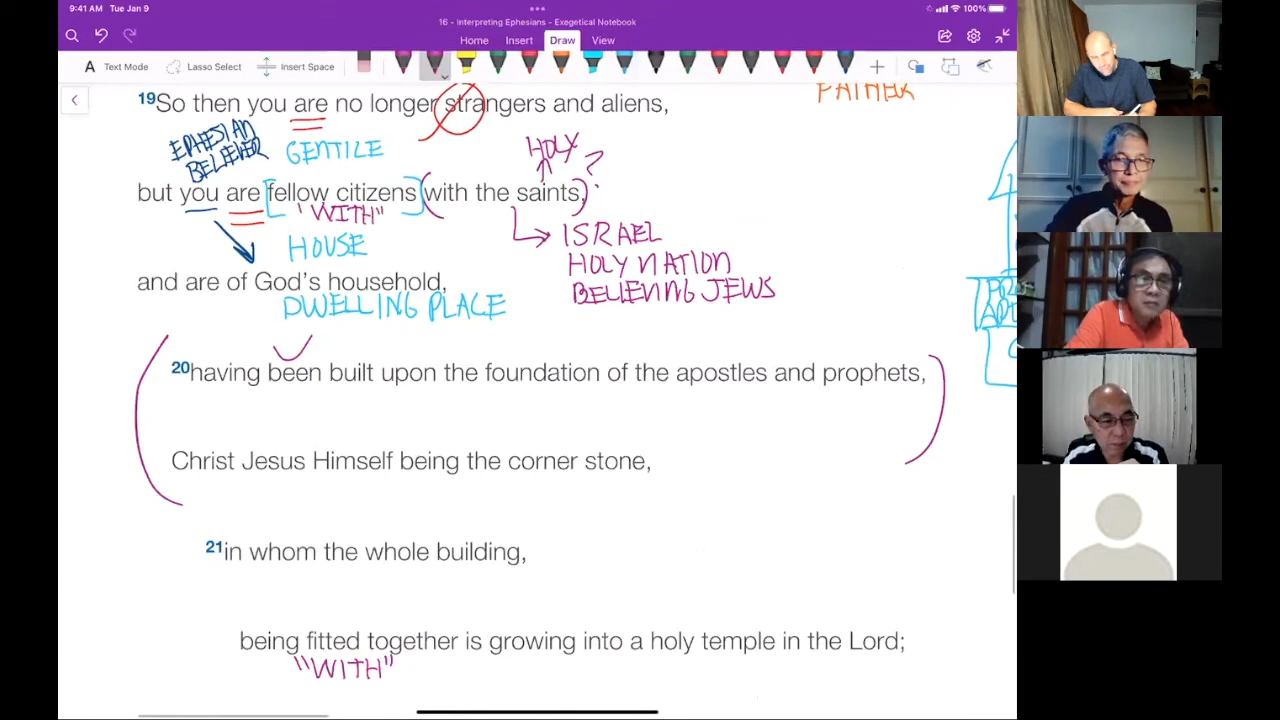 9:41 AM Tue Jan 9
100%
16 - Interpreting Ephesians - Exegetical Notebook
Home Insert Draw View
A Text Mode Lasso Select Insert Space
FATHER
19So then you are no longer strangers and aliens,
EPHESIAN
BELIEVER
GENTILE
HOLY
?
but you are [fellow citizens] (with the saints,)
"WITH"
HOUSE
ISRAEL
HOLY NATION
BELIEVING JEWS
and are of God's household,
DWELLING PLACE
20having been built upon the foundation of the apostles and prophets,
Christ Jesus Himself being the corner stone,
21in whom the whole building,
being fitted together is growing into a holy temple in the Lord;
"WITH"